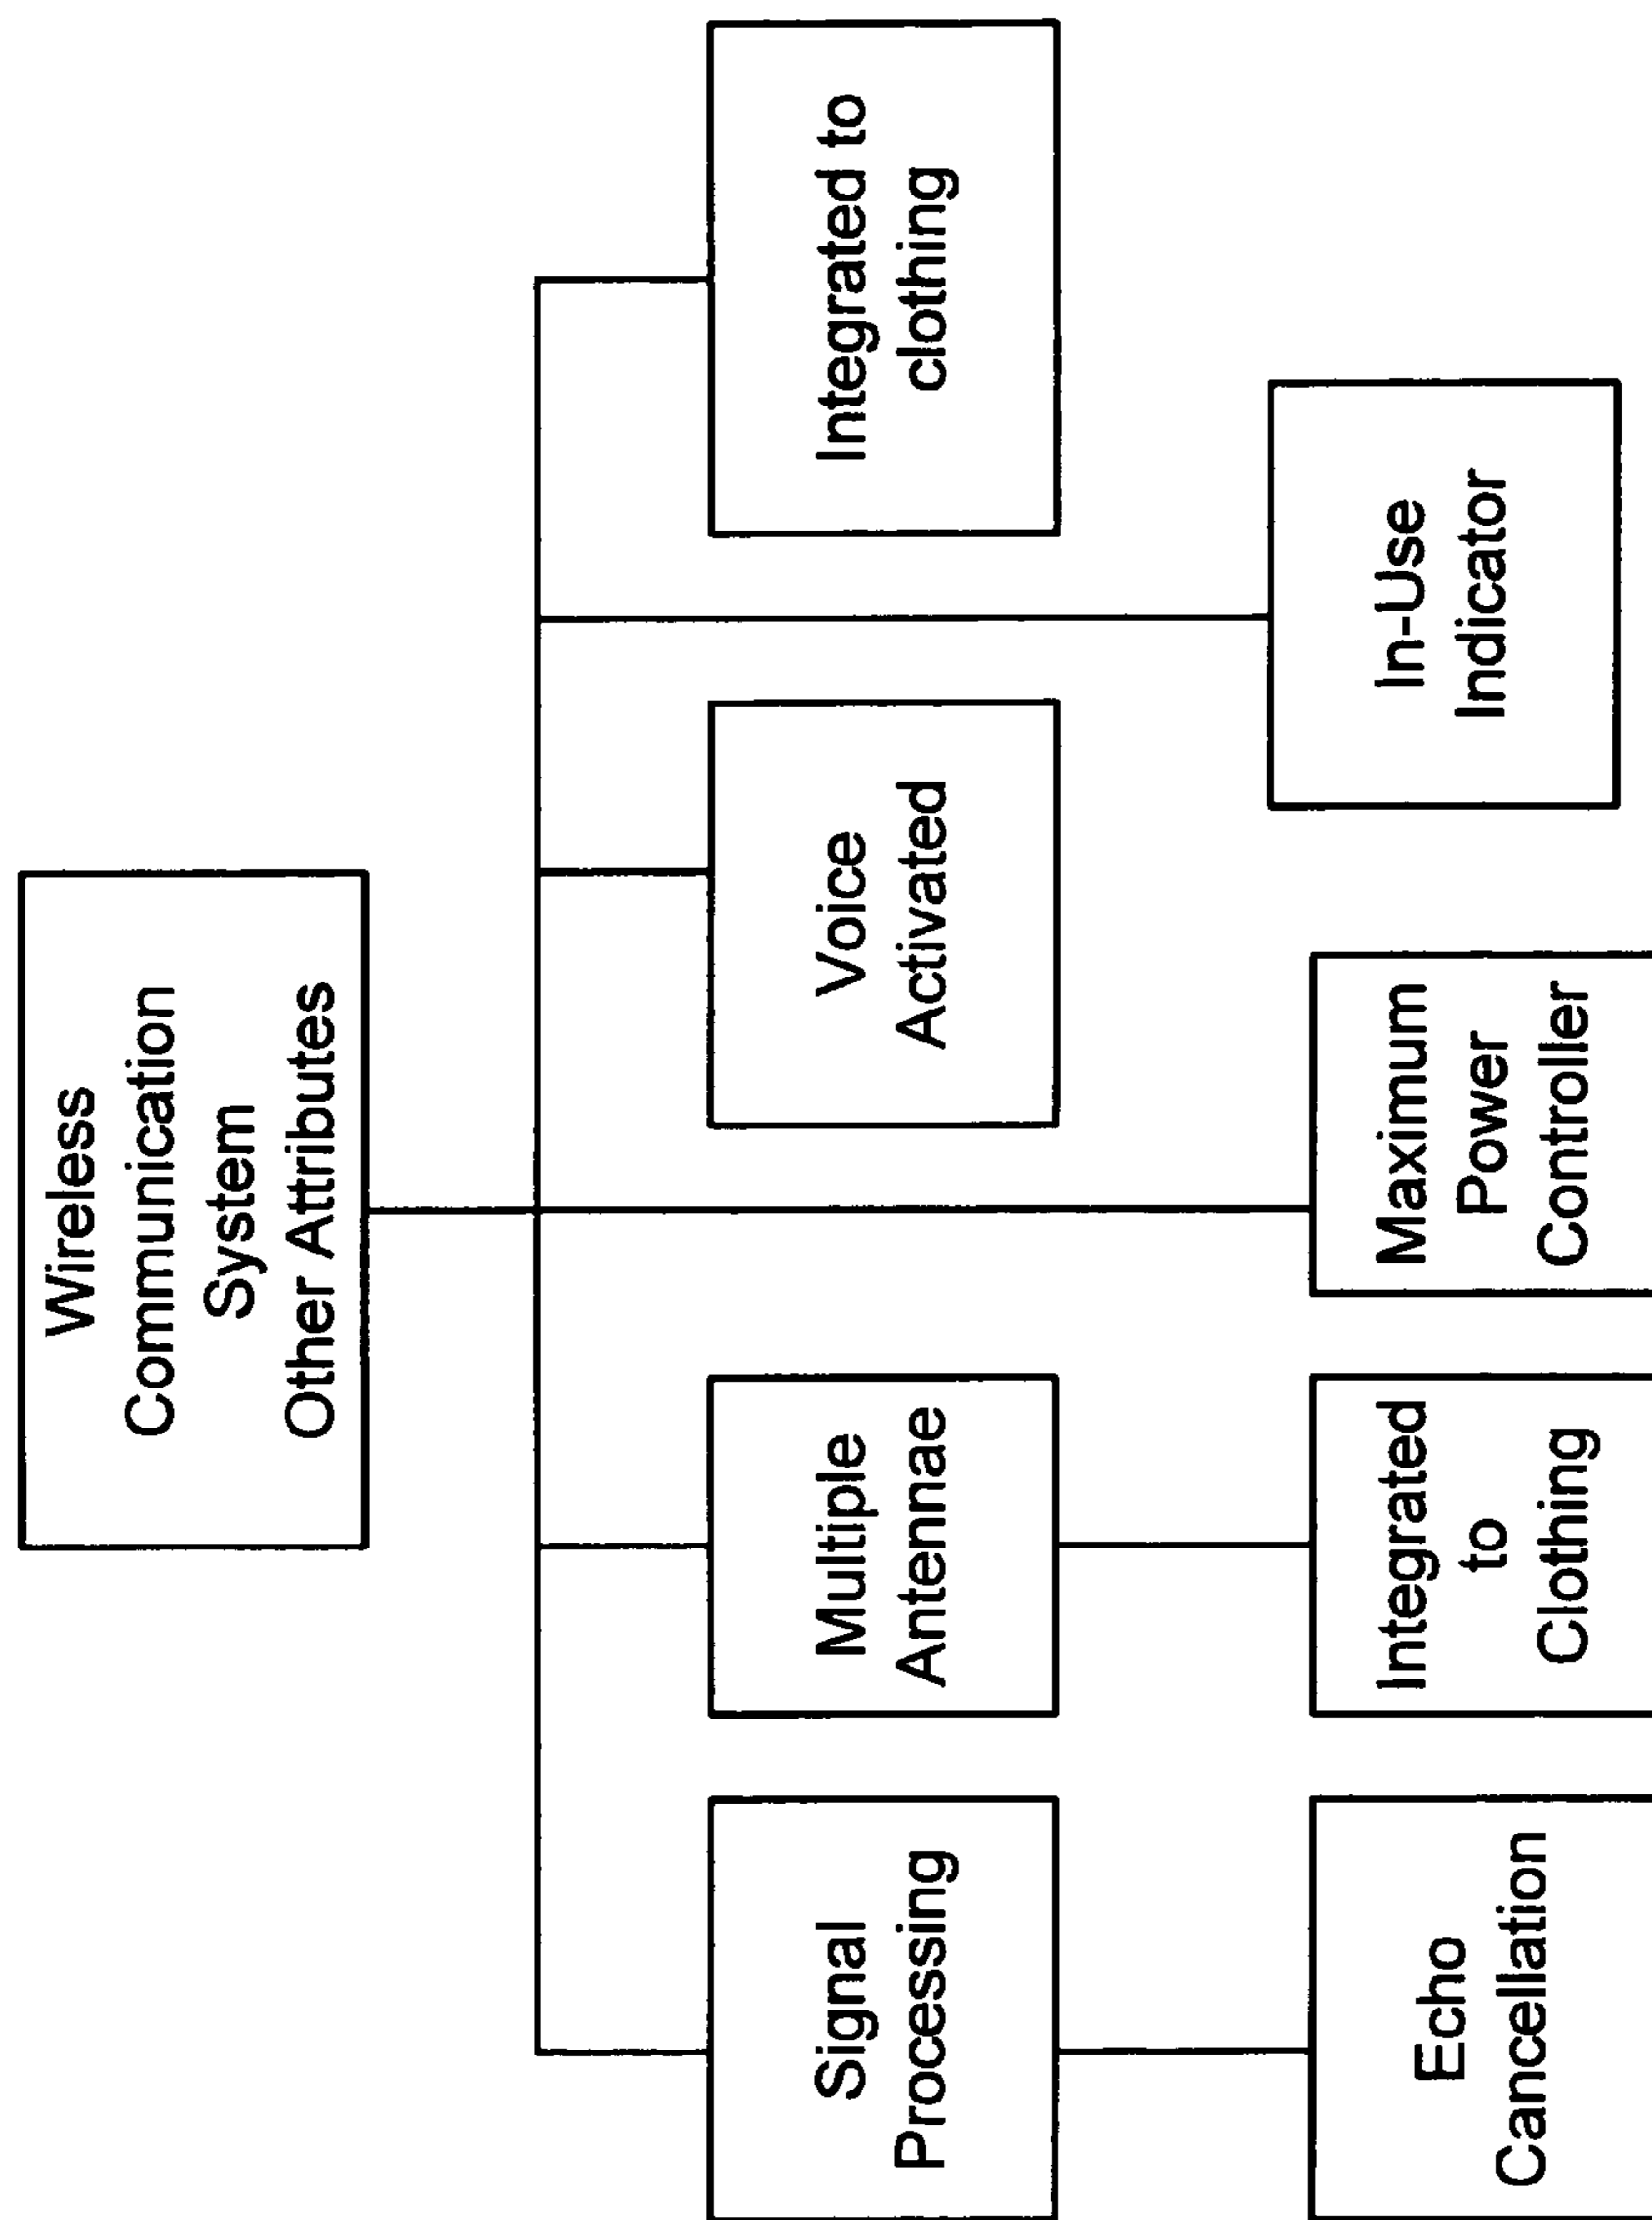 Wireless
Communication
System
Other Attributes
Signal
Processing
Multiple
Antennae
Voice
Activated
Integrated to
clothing
Echo
Cancellation
Integrated
to
Clothing
Maximum
Power
Controller
In-Use
Indicator